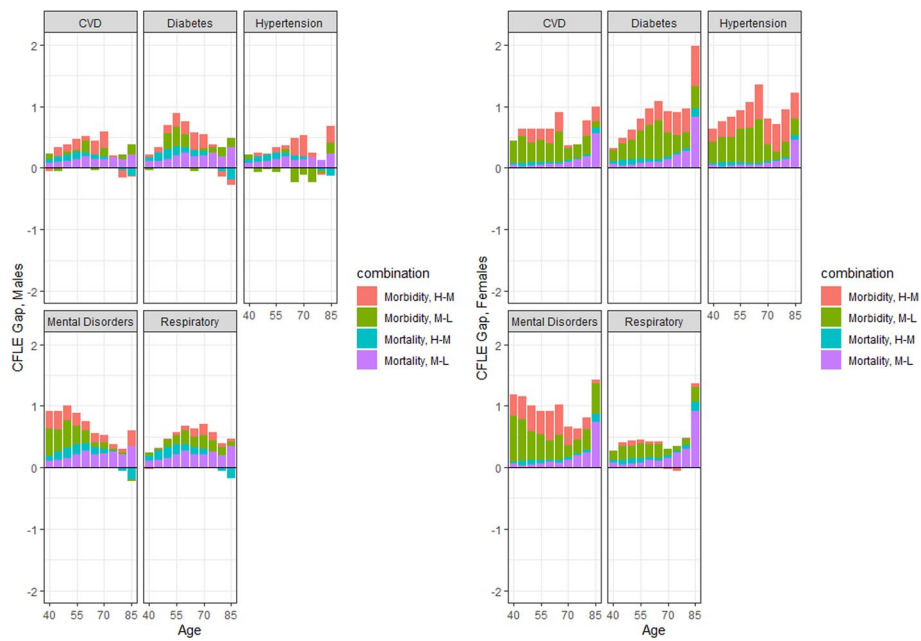 CVD Diabetes Hypertension
2
1
0
-1
-2
40 55 70 85
Mental Disorders Respiratory
2
1
0
-1
-2
40 55 70 85 40 55 70 85
Age
CFLE Gap, Males
combination
Morbidity, H-M
Morbidity, M-L
Mortality, H-M
Mortality, M-L
CVD Diabetes Hypertension
2
1
0
-1
-2
40 55 70 85
Mental Disorders Respiratory
2
1
0
-1
-2
40 55 70 85 40 55 70 85
Age
CFLE Gap, Females
combination
Morbidity, H-M
Morbidity, M-L
Mortality, H-M
Mortality, M-L